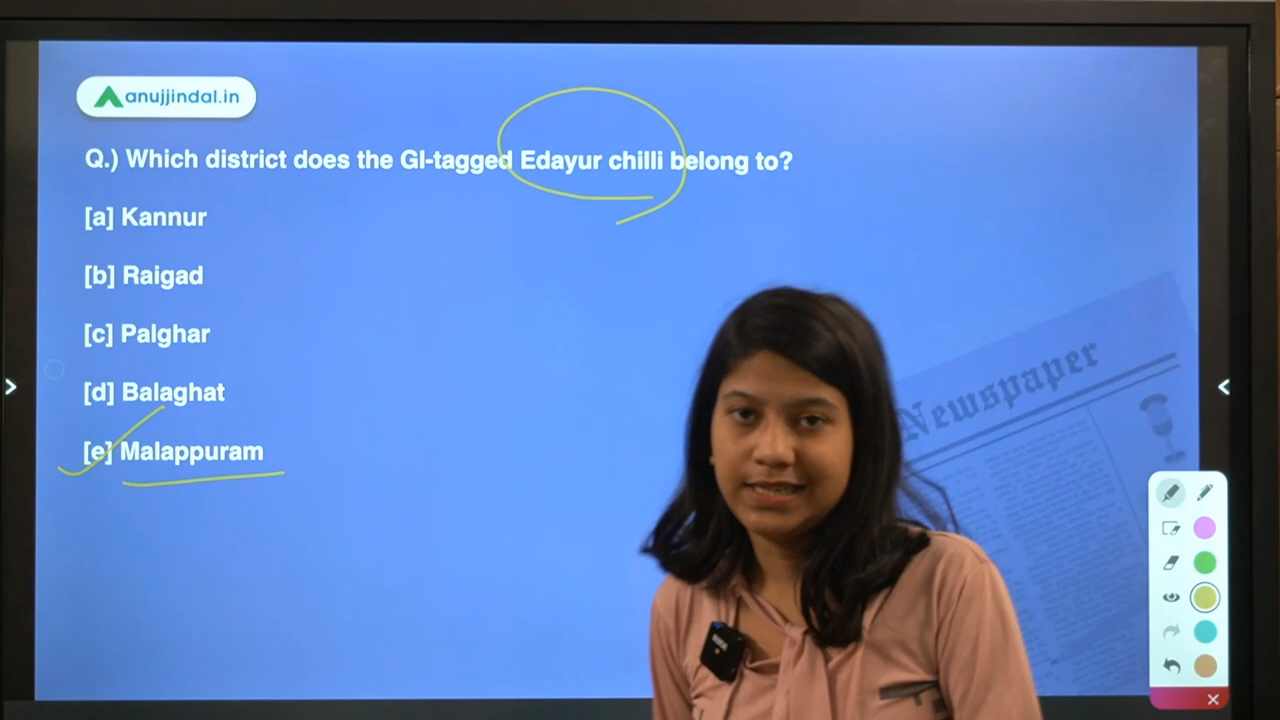 anujjindal.in
Q.) Which district does the GI-tagged Edayur chilli belong to?
[a] Kannur
[b] Raigad
[c] Palghar
[d] Balaghat
[e] Malappuram
Newspaper